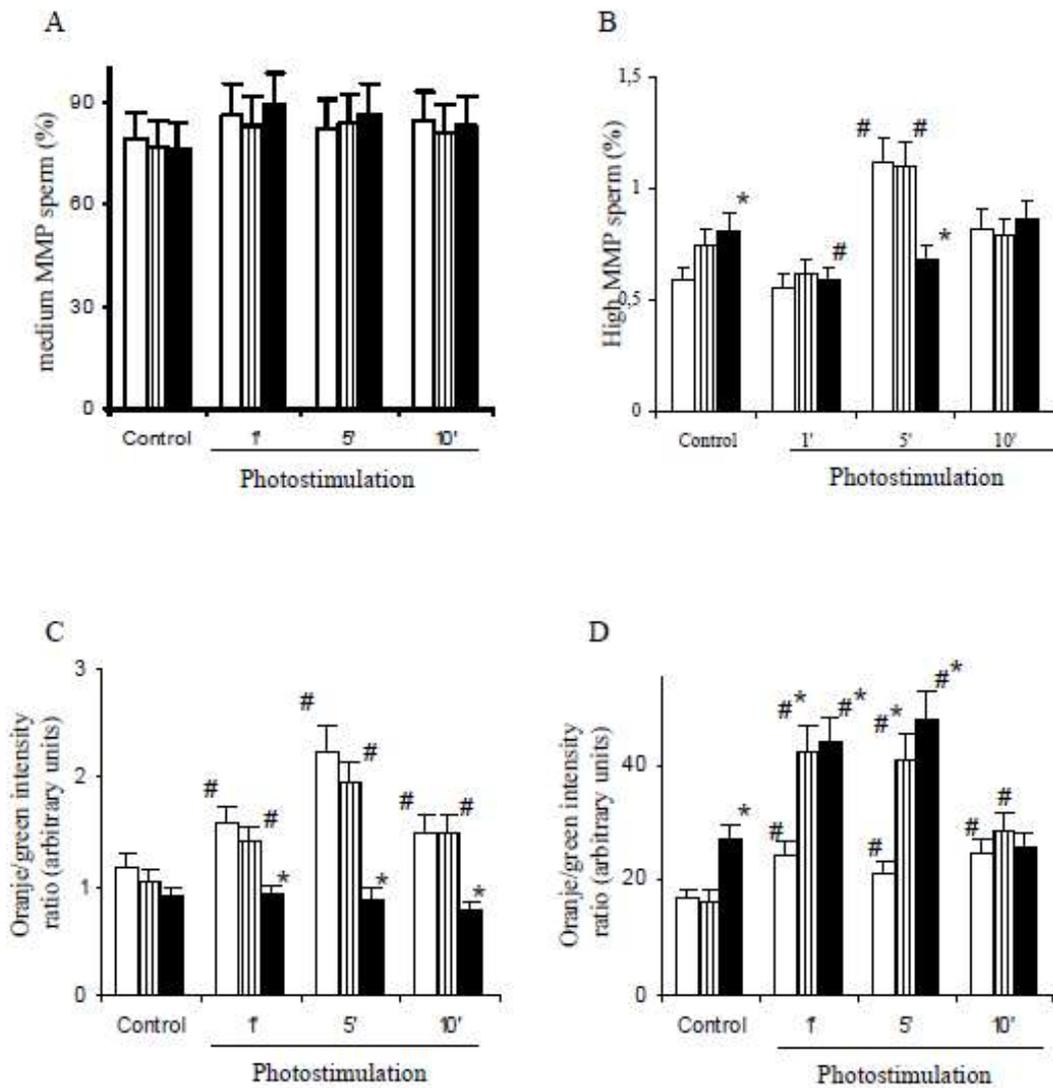 A
medium MMP sperm (%)
90
60
30
0
Control 1' 5' 10'
Photostimulation
B
High MMP sperm (%)
1,5
1
0,5
0
# #
*
#
*
Control 1' 5' 10'
Photostimulation
C
Oranje/green intensity
ratio (arbitrary units)
3
2
1
0
# #
# # # #
* * *
Control 1' 5' 10'
Photostimulation
D
Oranje/green intensity
ratio (arbitrary units)
40
20
0
#* #* #* #*
* # # # #
Control 1' 5' 10'
Photostimulation